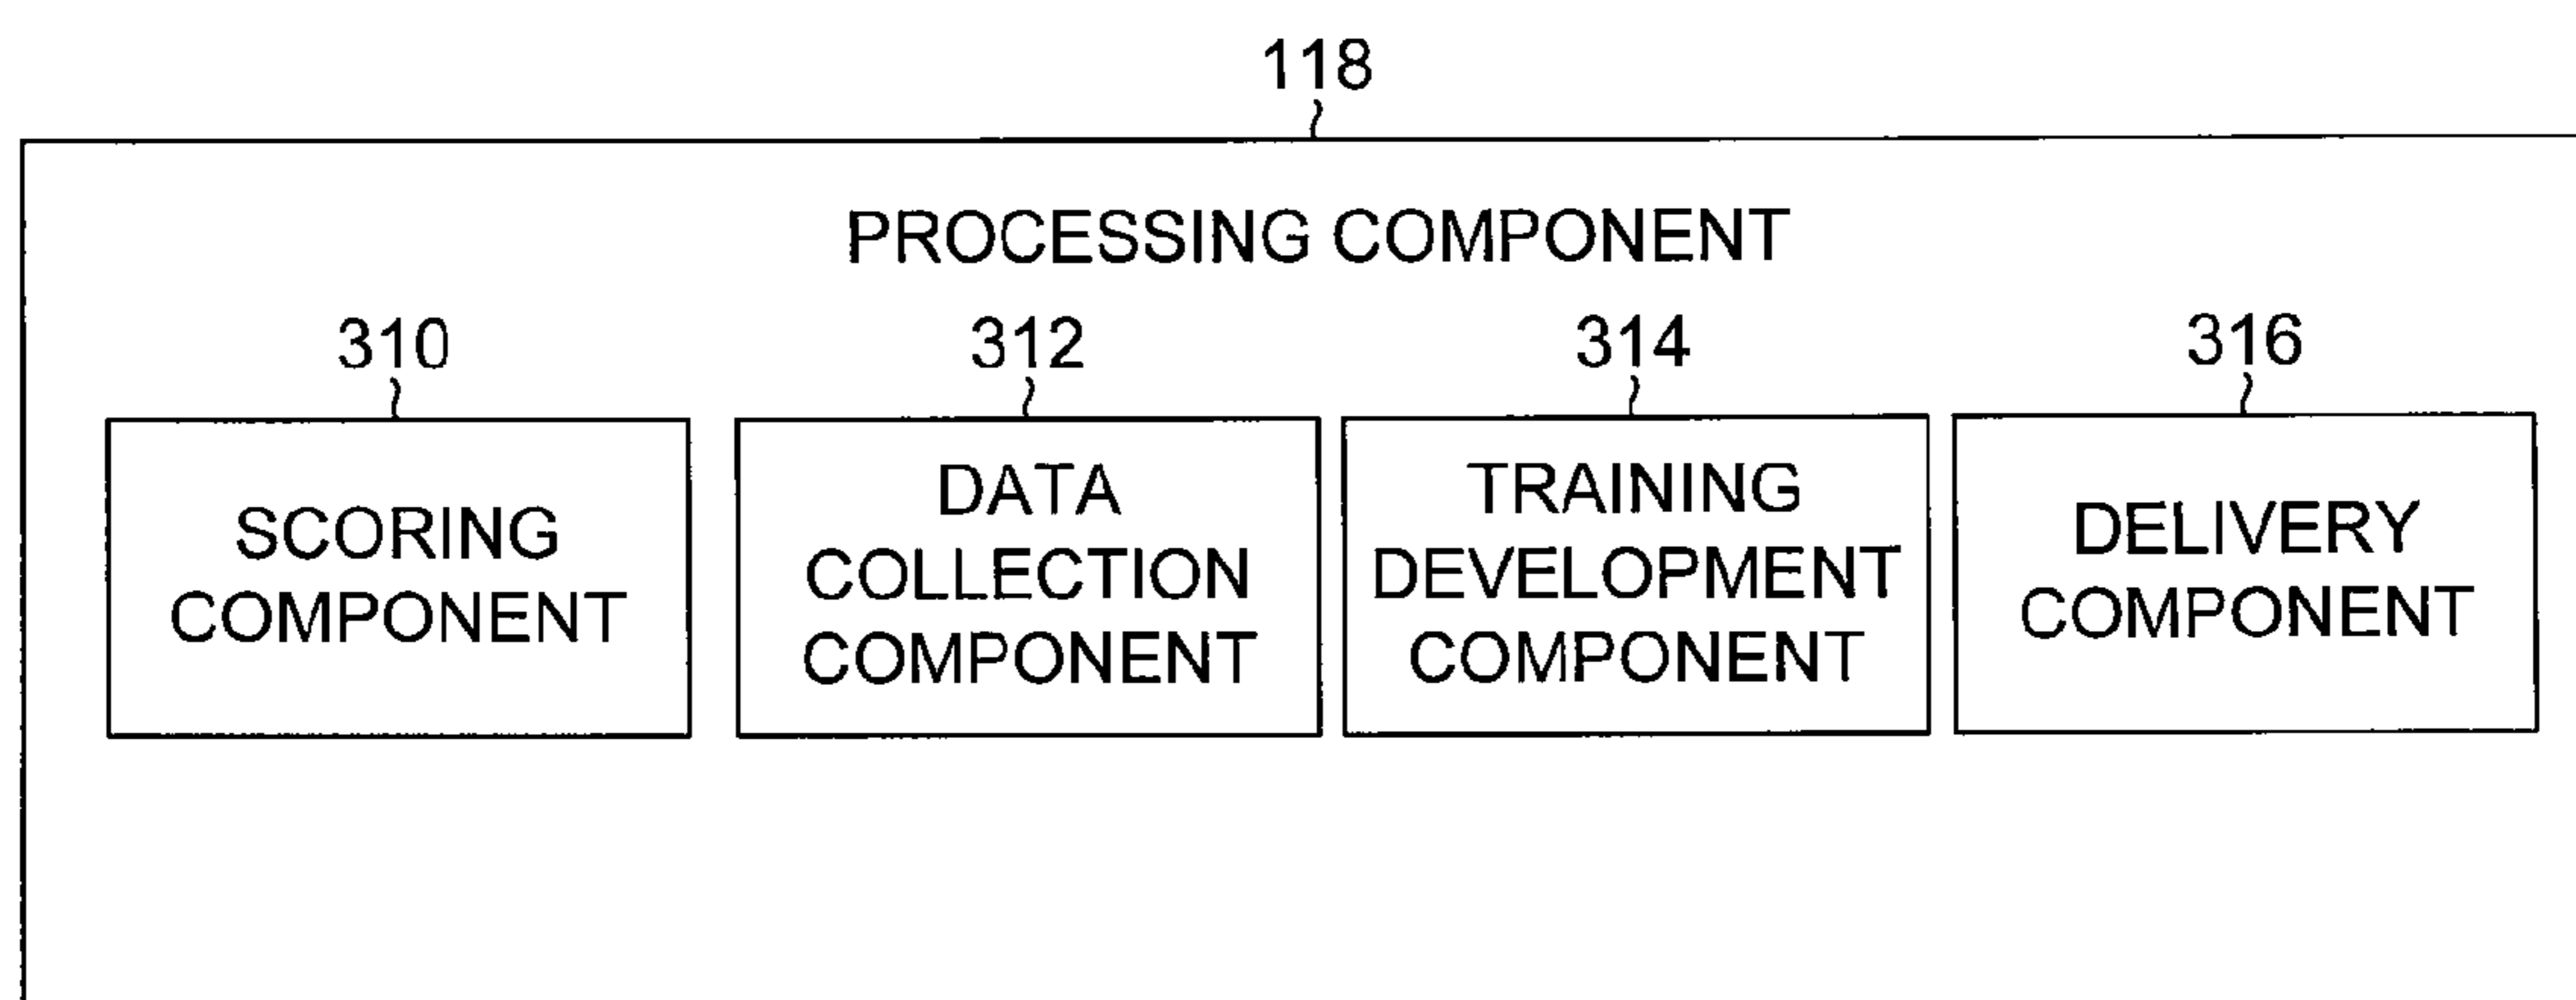 118
PROCESSING COMPONENT
310
312
314
316
SCORING
COMPONENT
DATA
COLLECTION
COMPONENT
TRAINING
DEVELOPMENT
COMPONENT
DELIVERY
COMPONENT